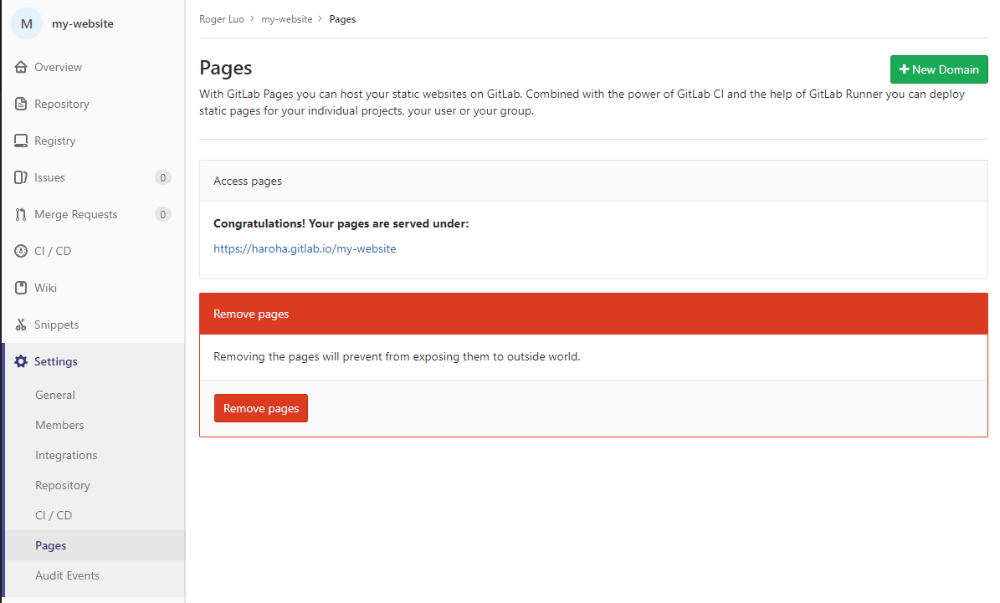 M my-website
Overview
Repository
Registry
Issues 0
Merge Requests 0
CI / CD
Wiki
Snippets
Settings
General
Members
Integrations
Repository
CI / CD
Pages
Audit Events
Roger Luo > my-website > Pages
Pages
+ New Domain
With GitLab Pages you can host your static websites on GitLab. Combined with the power of GitLab CI and the help of GitLab Runner you can deploy
static pages for your individual projects, your user or your group.
Access pages
Congratulations! Your pages are served under:
https://haroha.gitlab.io/my-website
Remove pages
Removing the pages will prevent from exposing them to outside world.
Remove pages